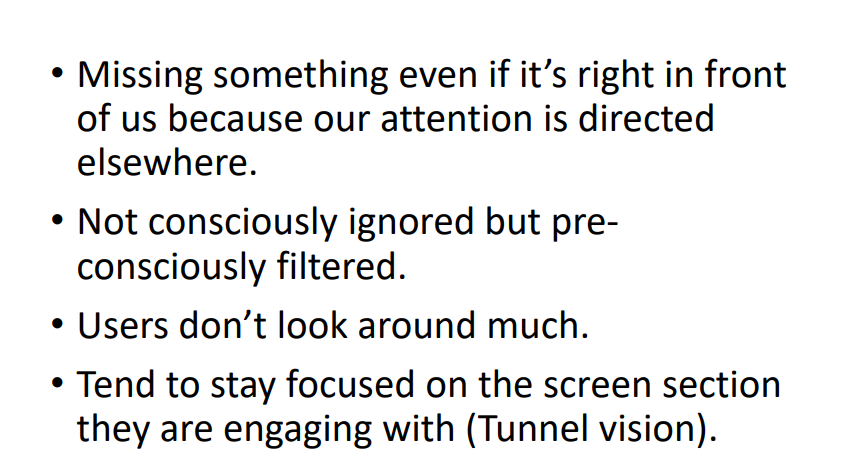 • Missing something even if it’s right in front
of us because our attention is directed
elsewhere.
• Not consciously ignored but pre-
consciously filtered.
• Users don’t look around much.
• Tend to stay focused on the screen section
they are engaging with (Tunnel vision).